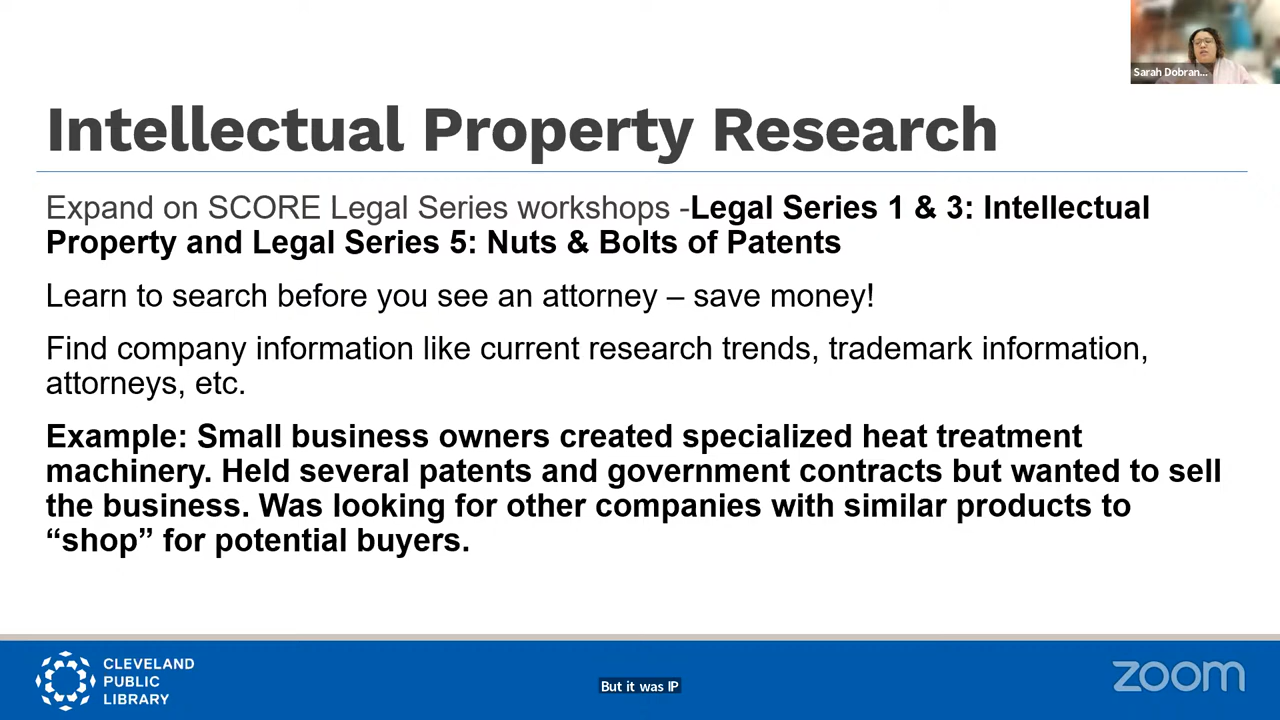 Sarah Dobran...
Intellectual Property Research
Expand on SCORE Legal Series workshops -Legal Series 1 & 3: Intellectual
Property and Legal Series 5: Nuts & Bolts of Patents
Learn to search before you see an attorney – save money!
Find company information like current research trends, trademark information,
attorneys, etc.
Example: Small business owners created specialized heat treatment
machinery. Held several patents and government contracts but wanted to sell
the business. Was looking for other companies with similar products to
“shop” for potential buyers.
CLEVELAND
PUBLIC
LIBRARY
But it was IP
zoom